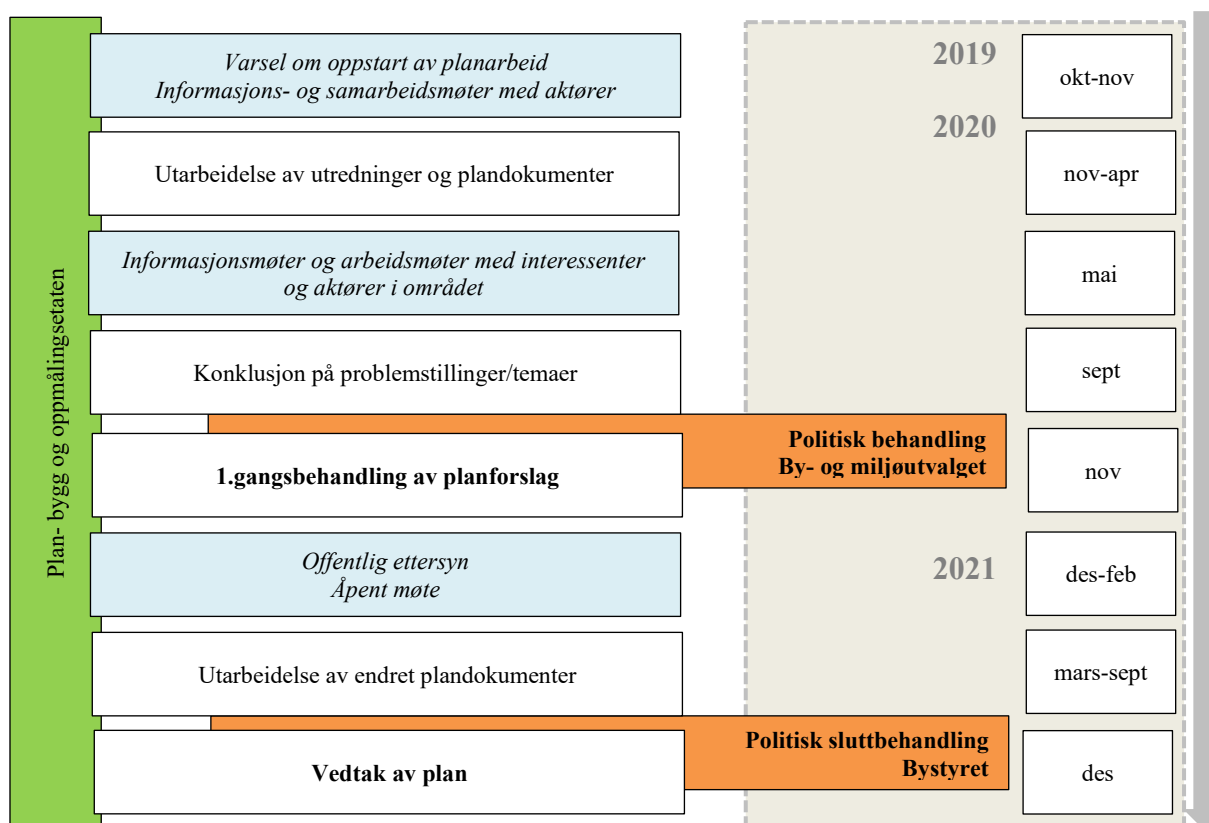 Plan- bygg og oppmålingsetaten
Varsel om oppstart av planarbeid
Informasjons- og samarbeidsmøter med aktører
2019
okt-nov
2020
Utarbeidelse av utredninger og plandokumenter
nov-apr
Informasjonsmøter og arbeidsmøter med interessenter
og aktører i området
mai
Konklusjon på problemstillinger/temaer
sept
Politisk behandling
By- og miljøutvalget
1.gangsbehandling av planforslag
nov
Offentlig ettersyn
Åpent møte
2021
des-feb
Utarbeidelse av endret plandokumenter
mars-sept
Politisk sluttbehandling
Bystyret
Vedtak av plan
des